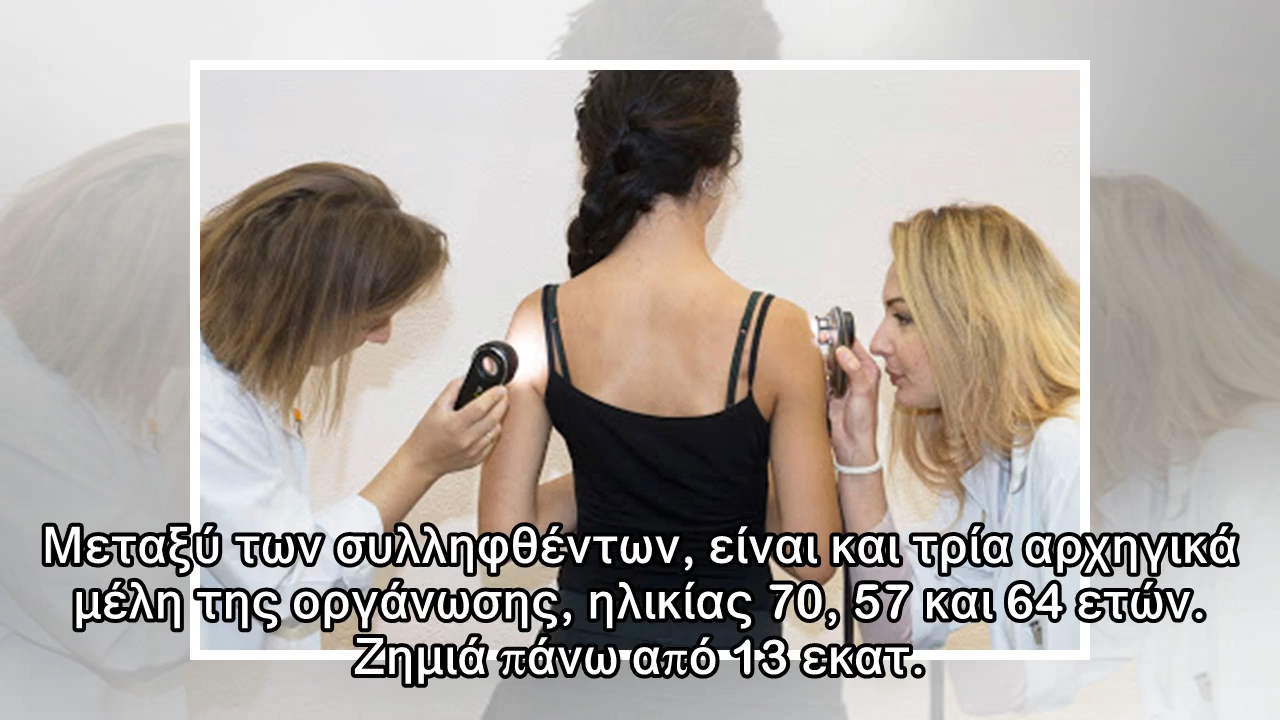 Μεταξύ των συλληφθέντων, είναι και τρία αρχηγικά
μέλη της οργάνωσης, ηλικίας 70, 57 και 64 ετών.
Ζημιά πάνω από 13 εκατ.